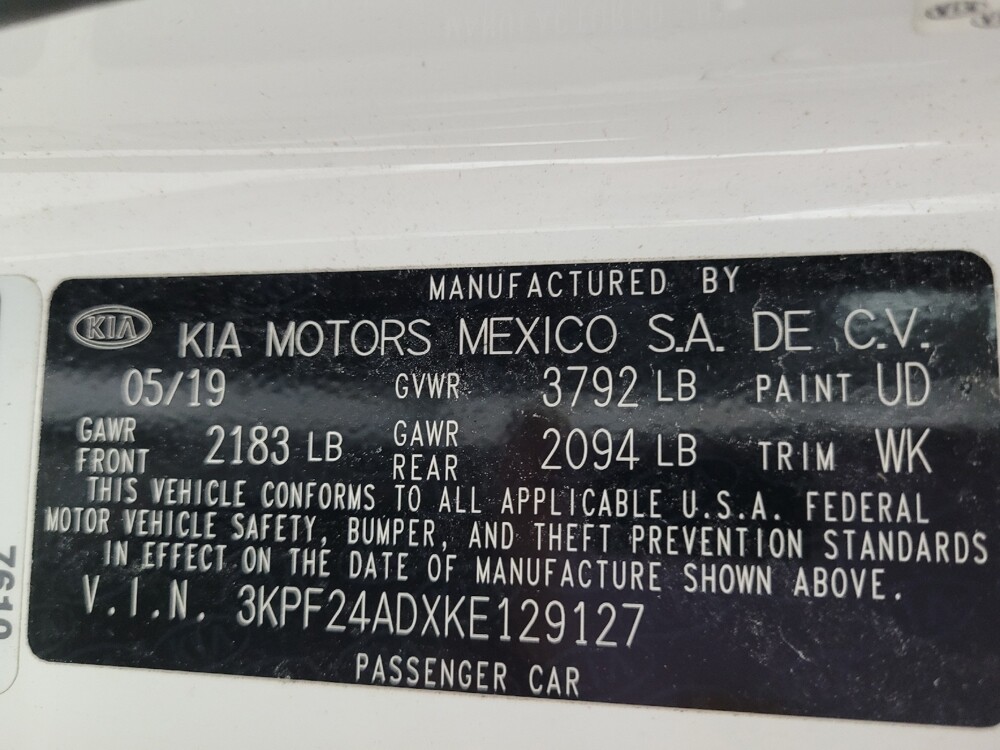 MANUFACTURED BY
KIA KIA MOTORS MEXICO S.A. DE C.V.
05/19 GVWR 3792 LB PAINT UD
GAWR FRONT 2183 LB GAWR REAR 2094 LB TRIM WK
THIS VEHICLE CONFORMS TO ALL APPLICABLE U.S.A. FEDERAL
MOTOR VEHICLE SAFETY, BUMPER, AND THEFT PREVENTION STANDARDS
IN EFFECT ON THE DATE OF MANUFACTURE SHOWN ABOVE.
V.I.N. 3KPF24ADXKE129127
PASSENGER CAR